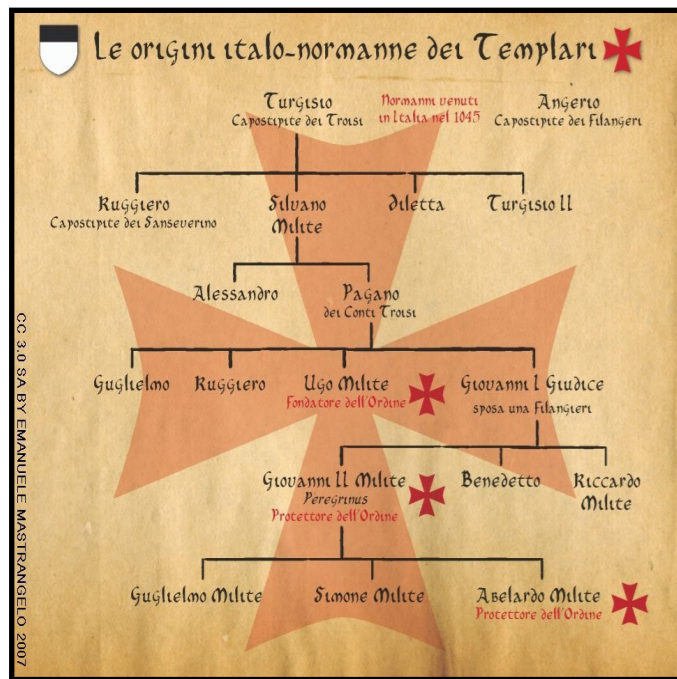 Le origini italo-normanne dei Templari
Turgisio
Capostipite dei Troisi
Normanni venuti
in Italia nel 1045
Angerio
Capostipite dei Filangeri
Ruggiero
Capostipite dei Sanseverino
Silvano
Milite
Diletta
Turgisio II
Alessandro
Pagano
dei Conti Troisi
Guglielmo
Ruggiero
Ugo Milite
Fondatore dell'Ordine
Giovanni I Giudice
sposa una Filangieri
Giovanni II Milite
Peregrinus
Protettore dell'Ordine
Benedetto
Riccardo
Milite
Guglielmo Milite
Simone Milite
Abelardo Milite
Protettore dell'Ordine
CC 3.0 SA BY EMANUELE MASTRANGELO 2007